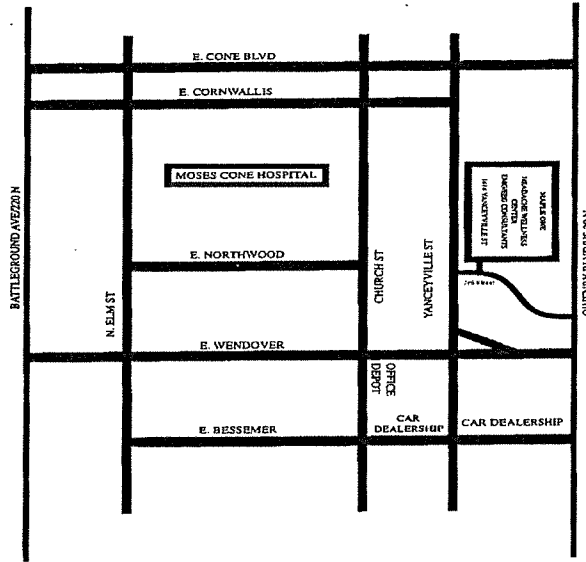 E. CONE BLVD
E. CORNWALLIS
MOSES CONE HOSPITAL
MAPLE ONE
HEADACHE WELLNESS
CENTER
1414 YANCEYVILLE ST
BATTLEGROUND AVE/220 N
N. ELM ST
E. NORTHWOOD
CHURCH ST
YANCEYVILLE ST
E. WENDOVER
OFFICE
DEPOT
E. BESSEMER
CAR
DEALERSHIP
CAR DEALERSHIP